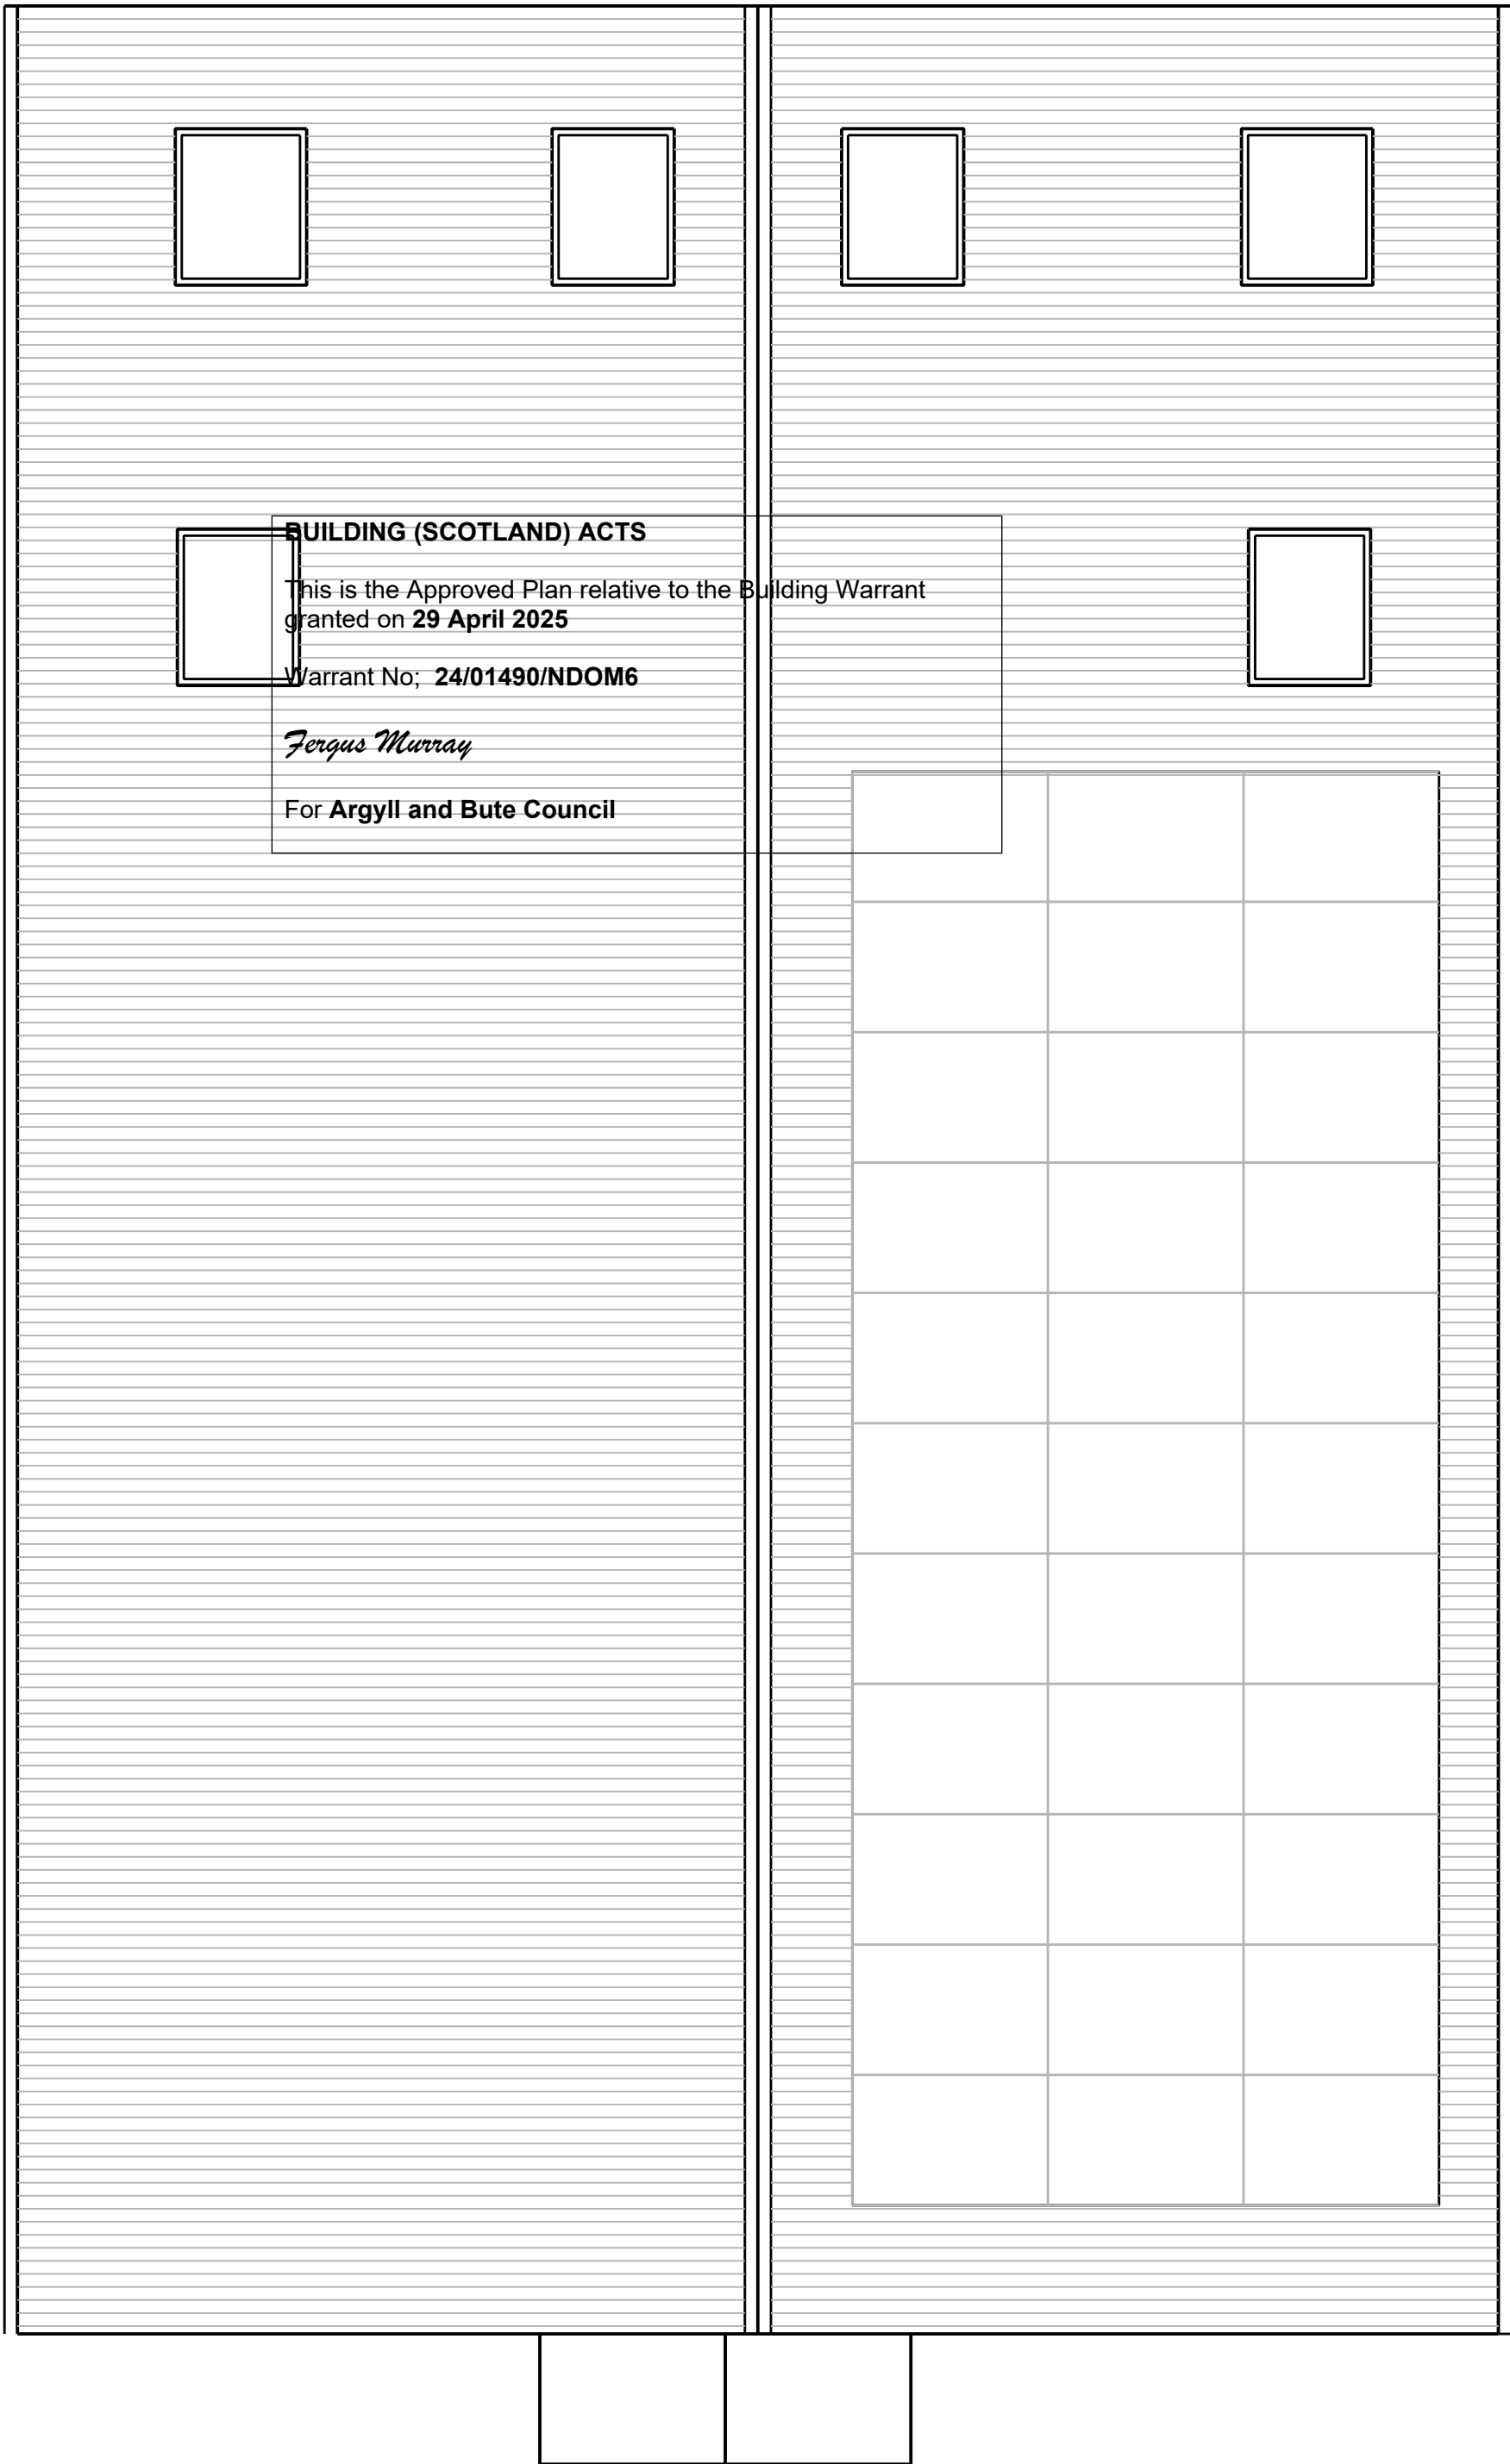 BUILDING (SCOTLAND) ACTS
This is the Approved Plan relative to the Building Warrant
granted on 29 April 2025
Warrant No;  24/01490/NDOM6
Fergus Murray
For Argyll and Bute Council